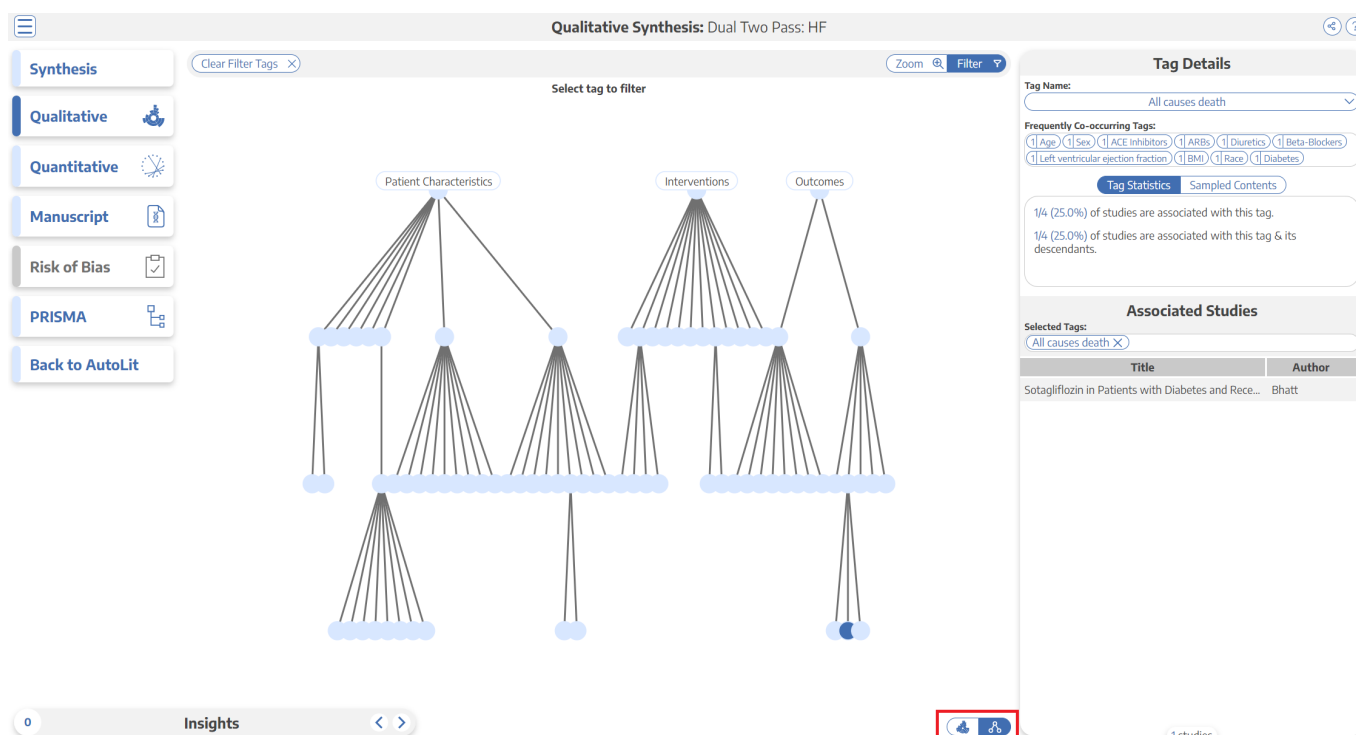 Qualitative Synthesis: Dual Two Pass: HF
Synthesis
Qualitative
Quantitative
Manuscript
Risk of Bias
PRISMA
Back to AutoLit
Clear Filter Tags
Zoom
Filter
Select tag to filter
Patient Characteristics
Interventions
Outcomes
Tag Details
Tag Name:
All causes death
Frequently Co-occurring Tags:
1 Age 1 Sex 1 ACE Inhibitors 1 ARBs 1 Diuretics 1 Beta-Blockers
1 Left ventricular ejection fraction 1 BMI 1 Race 1 Diabetes
Tag Statistics Sampled Contents
1/4 (25.0%) of studies are associated with this tag.
1/4 (25.0%) of studies are associated with this tag & its
descendants.
Associated Studies
Selected Tags:
All causes death
Title Author
Sotagliflozin in Patients with Diabetes and Rece... Bhatt
0 Insights
1 studies